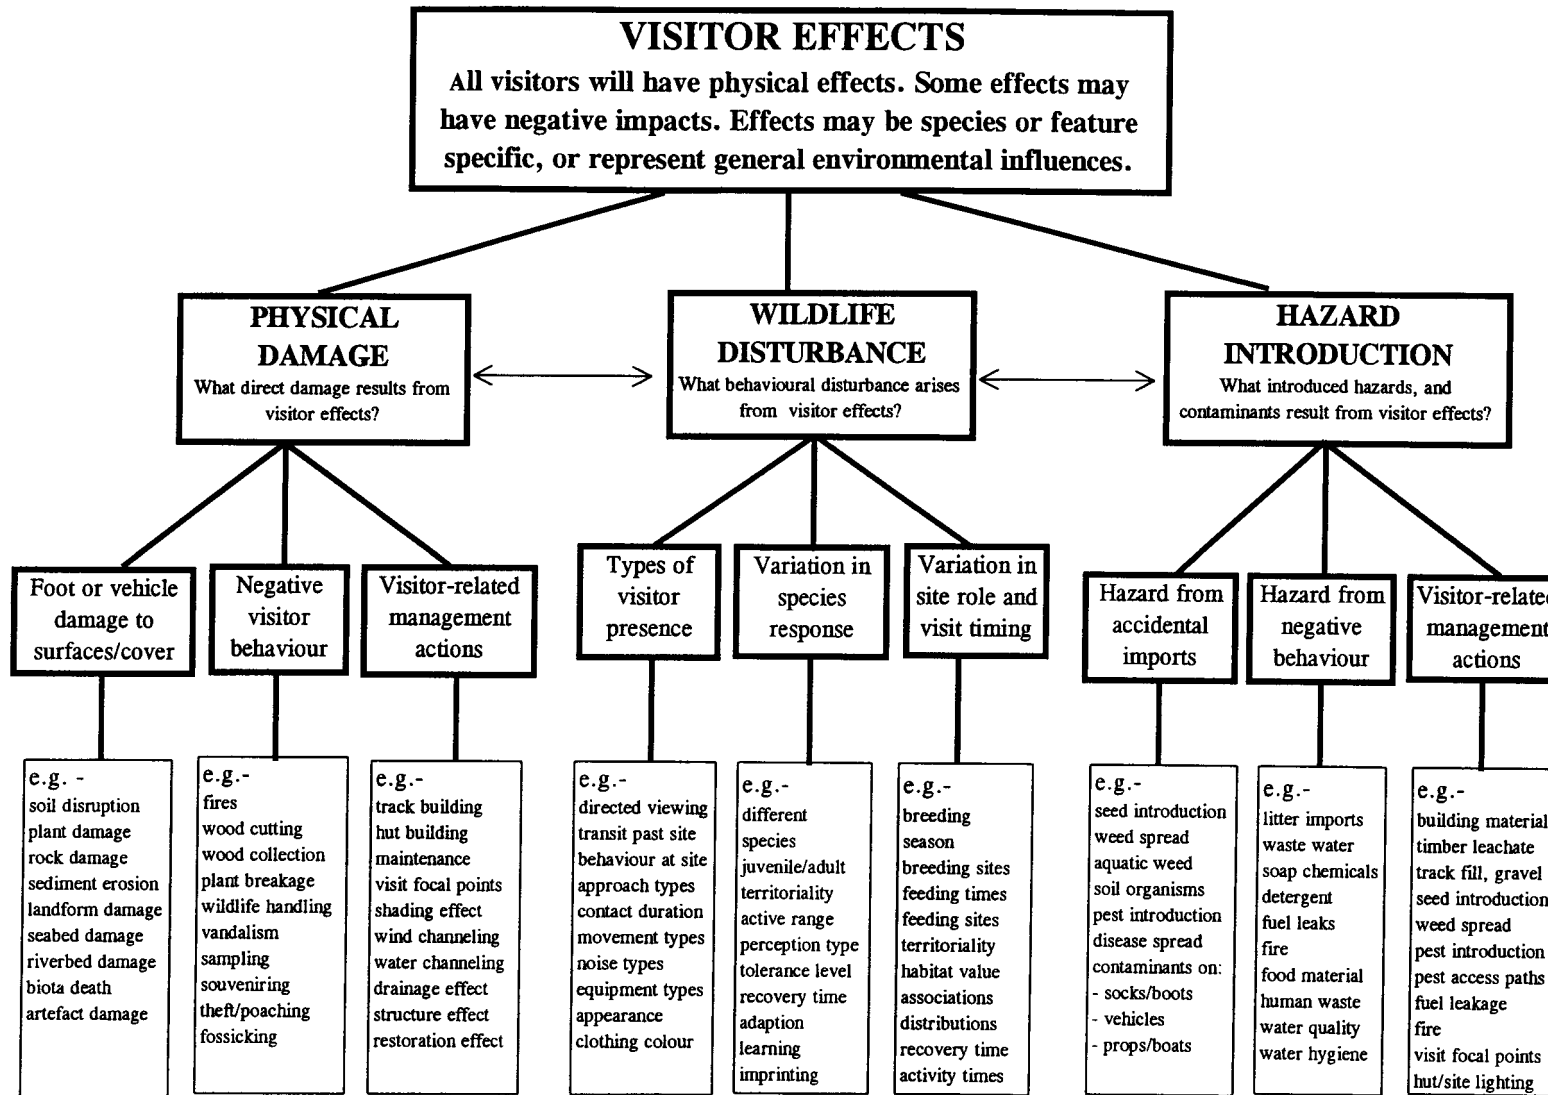 VISITOR EFFECTS
All visitors will have physical effects. Some effects may
have negative impacts. Effects may be species or feature
specific, or represent general environmental influences.
PHYSICAL
DAMAGE
What direct damage results from
visitor effects?
WILDLIFE
DISTURBANCE
What behavioural disturbance arises
from visitor effects?
HAZARD
INTRODUCTION
What introduced hazards, and
contaminants result from visitor effects?
Foot or vehicle
damage to
surfaces/cover
Negative
visitor
behaviour
Visitor-related
management
actions
Types of
visitor
presence
Variation in
species
response
Variation in
site role and
visit timing
Hazard from
accidental
imports
Hazard from
negative
behaviour
Visitor-related
management
actions
e.g. -
soil disruption
plant damage
rock damage
sediment erosion
landform damage
seabed damage
riverbed damage
biota death
artefact damage
e.g.-
fires
wood cutting
wood collection
plant breakage
wildlife handling
vandalism
sampling
souveniring
theft/poaching
fossicking
e.g.-
track building
hut building
maintenance
visit focal points
shading effect
wind channeling
water channeling
drainage effect
structure effect
restoration effect
e.g.-
directed viewing
transit past site
behaviour at site
approach types
contact duration
movement types
noise types
equipment types
appearance
clothing colour
e.g.-
different
species
juvenile/adult
territoriality
active range
perception type
tolerance level
recovery time
adaption
learning
imprinting
e.g.-
breeding
season
breeding sites
feeding times
feeding sites
territoriality
habitat value
associations
distributions
recovery time
activity times
e.g.-
seed introduction
weed spread
aquatic weed
soil organisms
pest introduction
disease spread
contaminants on:
- socks/boots
- vehicles
- props/boats
e.g.-
litter imports
waste water
soap chemicals
detergent
fuel leaks
fire
food material
human waste
water quality
water hygiene
e.g.-
building material
timber leachate
track fill, gravel
seed introduction
weed spread
pest introduction
pest access paths
fuel leakage
fire
visit focal points
hut/site lighting